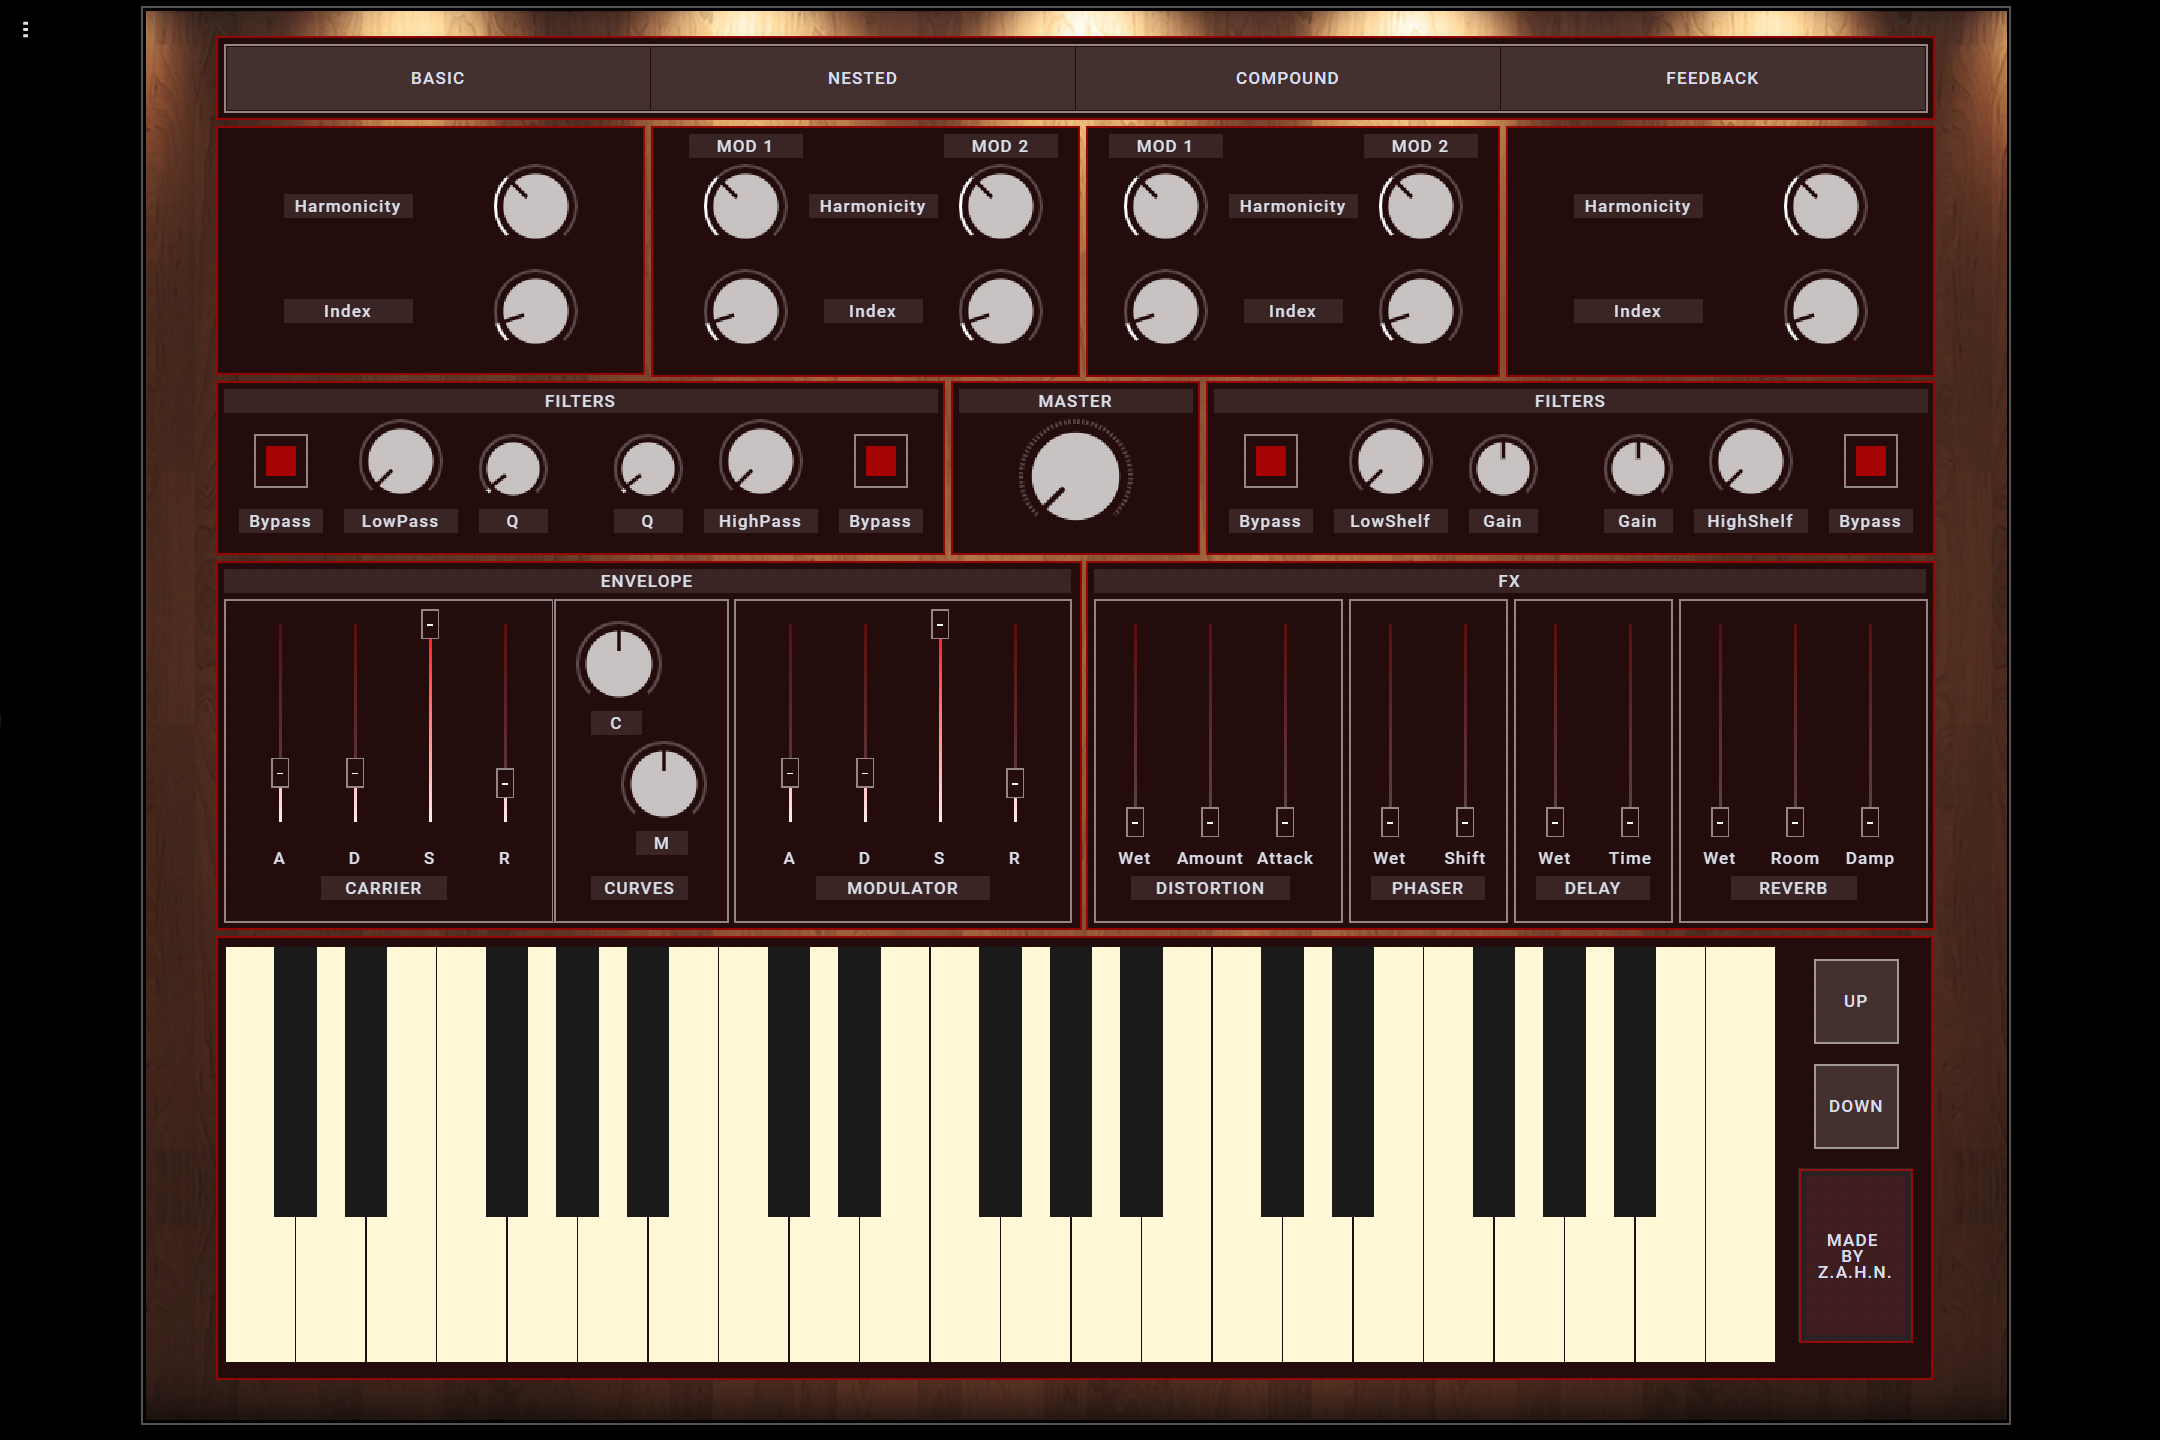 BASIC NESTED COMPOUND FEEDBACK
MOD 1 MOD 2 MOD 1 MOD 2
Harmonicity Harmonicity Harmonicity Harmonicity
Index Index Index Index
FILTERS MASTER FILTERS
Bypass LowPass Q Q HighPass Bypass Bypass LowShelf Gain Gain HighShelf Bypass
ENVELOPE FX
C
M
A D S R A D S R Wet Amount Attack Wet Shift Wet Time Wet Room Damp
CARRIER CURVES MODULATOR DISTORTION PHASER DELAY REVERB
UP
DOWN
MADE
BY
Z.A.H.N.